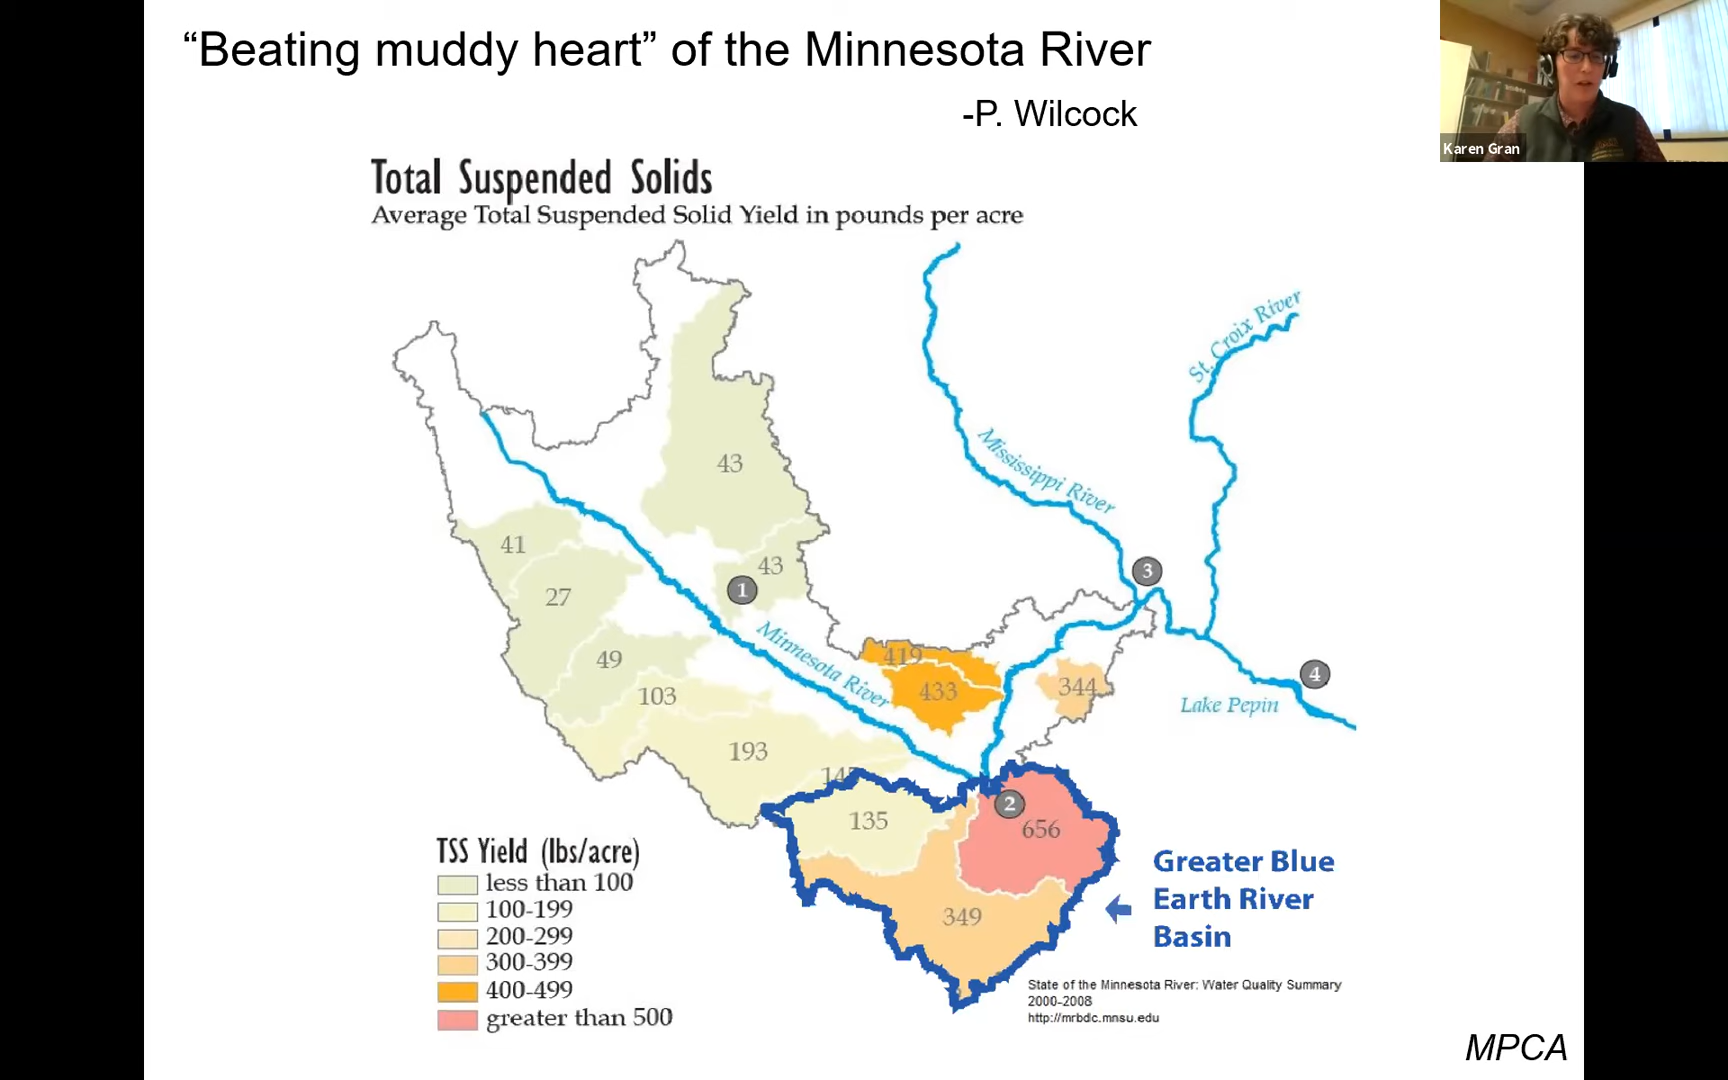 “Beating muddy heart” of the Minnesota River
-P. Wilcock
Karen Gran
Total Suspended Solids
Average Total Suspended Solid Yield in pounds per acre
St. Croix River
Mississippi River
43
41
43
1
27
3
Minnesota River
49
419
103
433
344
4
Lake Pepin
193
135
2
656
349
TSS Yield (lbs/acre)
less than 100
100-199
200-299
300-399
400-499
greater than 500
Greater Blue
Earth River
Basin
State of the Minnesota River: Water Quality Summary
2000-2008
http://mrbdc.mnsu.edu
MPCA